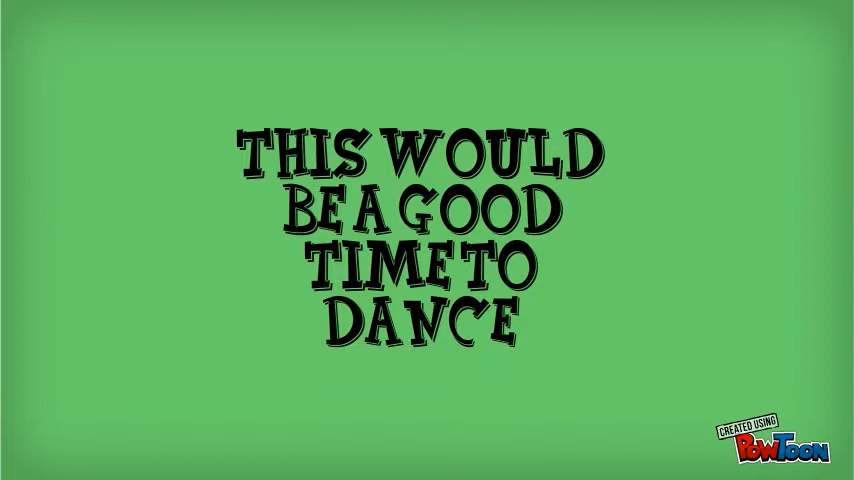 THIS WOULD
BE A GOOD
TIME TO
DANCE
CREATED USING
POWTOON